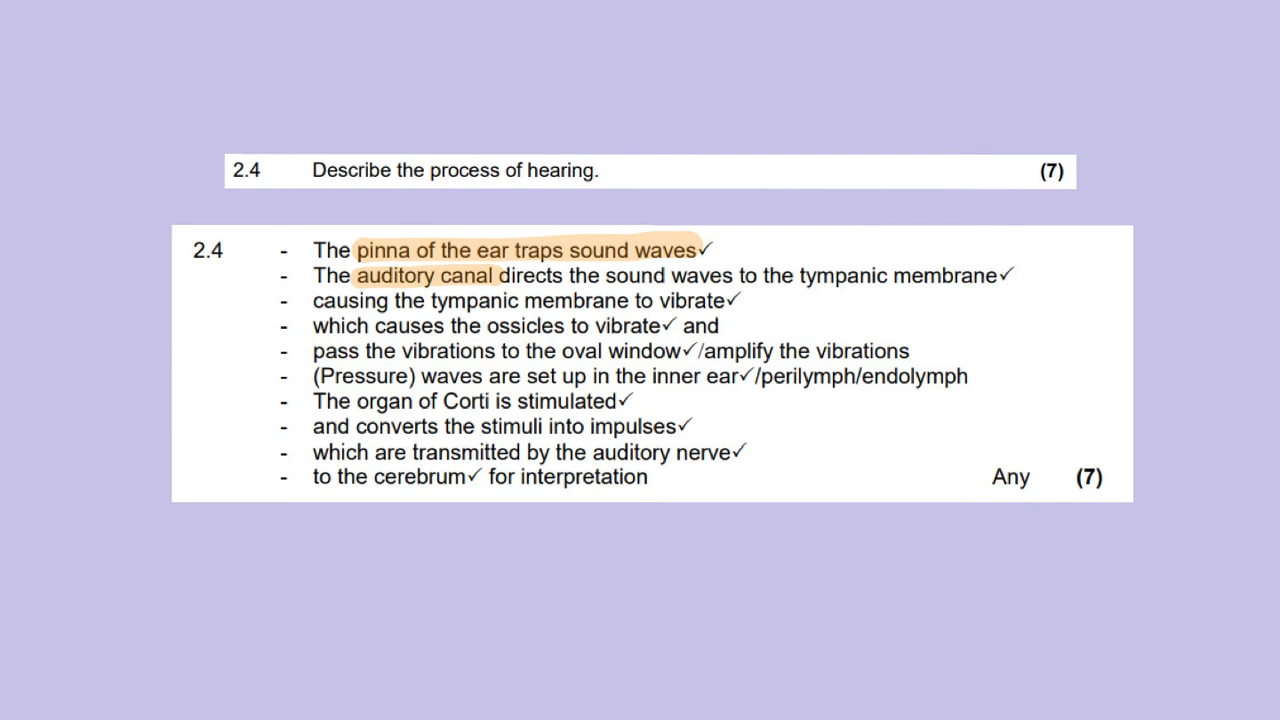 2.4 Describe the process of hearing. (7)
2.4 - The pinna of the ear traps sound waves✓
- The auditory canal directs the sound waves to the tympanic membrane✓
- causing the tympanic membrane to vibrate✓
- which causes the ossicles to vibrate✓ and
- pass the vibrations to the oval window✓/amplify the vibrations
- (Pressure) waves are set up in the inner ear✓/perilymph/endolymph
- The organ of Corti is stimulated✓
- and converts the stimuli into impulses✓
- which are transmitted by the auditory nerve✓
- to the cerebrum✓ for interpretation Any (7)